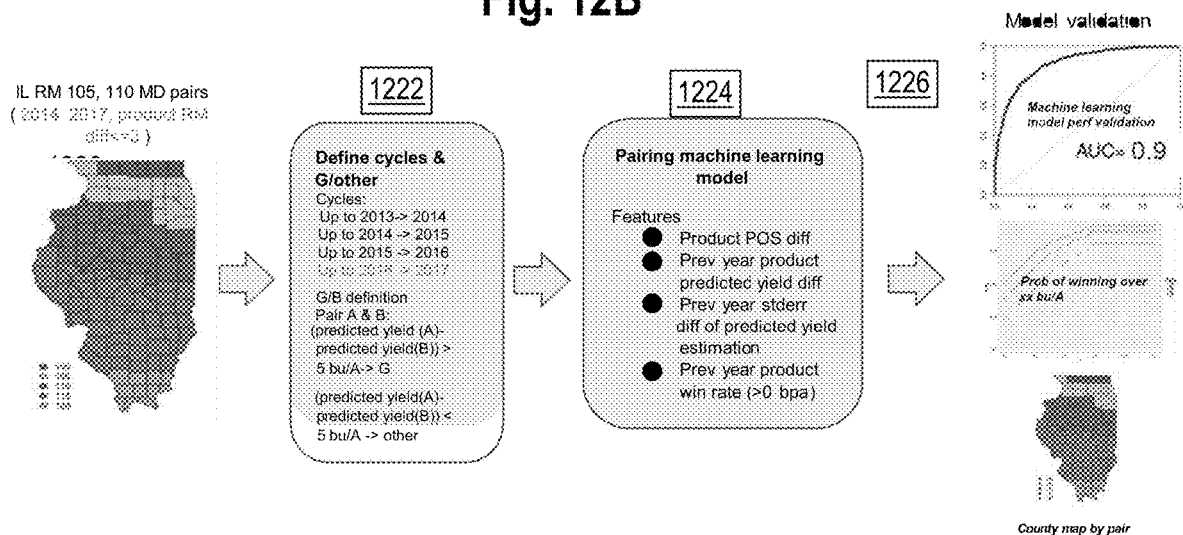 Fig. 12B
IL RM 105, 110 MD pairs
( 2014 2017, product RM
diff<=3 )
1222
Define cycles &
G/other
Cycles:
Up to 2013-> 2014
Up to 2014 -> 2015
Up to 2015 -> 2016
Up to 2016 -> 2017
G/B definition
Pair A & B:
(predicted yield (A)-
predicted yield(B)) >
5 bu/A-> G
(predicted yield(A)-
predicted yield(B)) <
5 bu/A -> other
1224
Pairing machine learning
model
Features
● Product POS diff
● Prev year product
predicted yield diff
● Prev year stderr
diff of predicted yield
estimation
● Prev year product
win rate (>0 bpa)
1226
Model validation
Machine learning
model perf validation
AUC= 0.9
Prob of winning over
xx bu/A
County map by pair